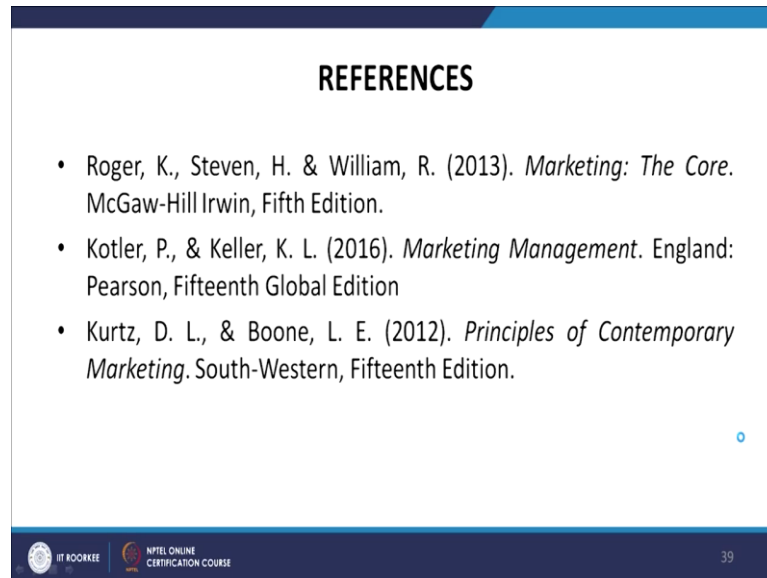 REFERENCES
• Roger, K., Steven, H. & William, R. (2013). Marketing: The Core.
McGaw-Hill Irwin, Fifth Edition.
• Kotler, P., & Keller, K. L. (2016). Marketing Management. England:
Pearson, Fifteenth Global Edition
• Kurtz, D. L., & Boone, L. E. (2012). Principles of Contemporary
Marketing. South-Western, Fifteenth Edition.
IIT ROORKEE
NPTEL ONLINE
CERTIFICATION COURSE
39